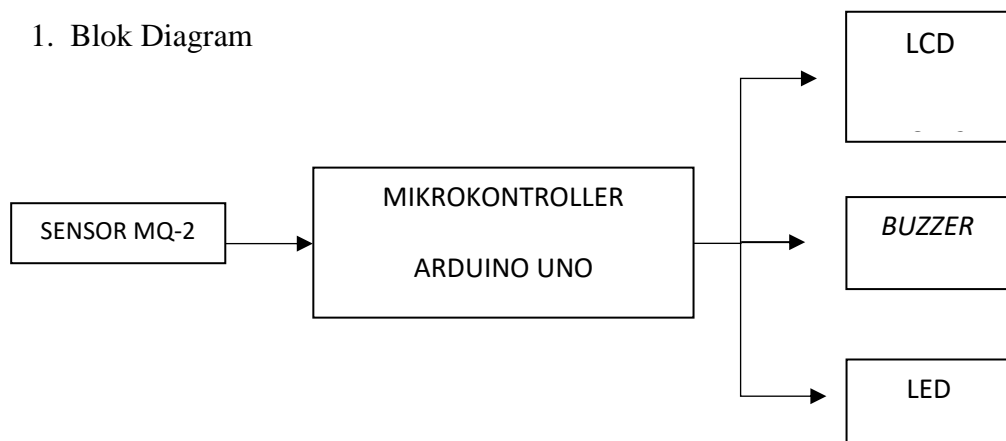 1. Blok Diagram
LCD
SENSOR MQ-2
MIKROKONTROLLER
ARDUINO UNO
BUZZER
LED